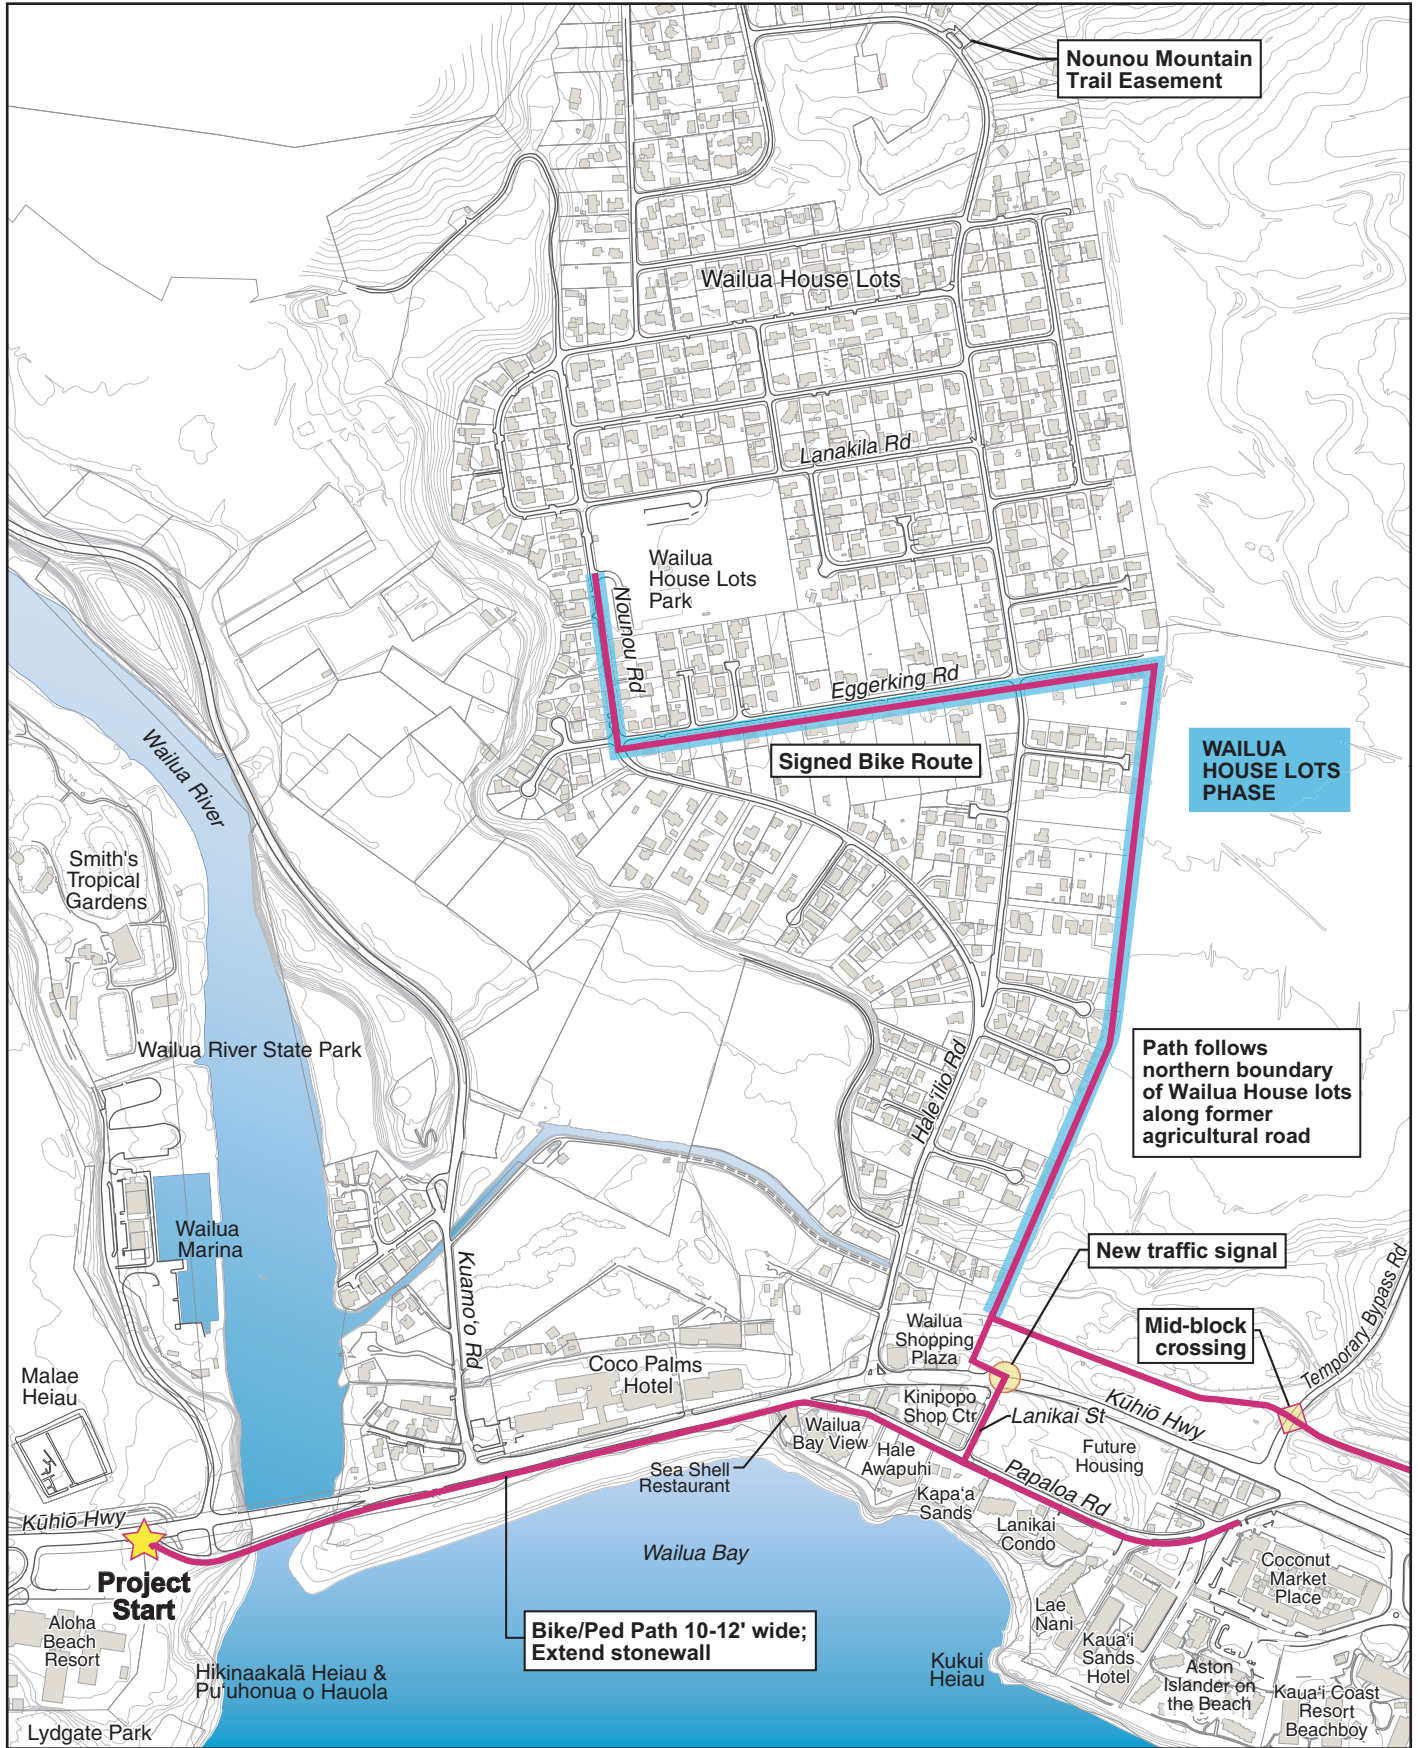 Nounou Mountain
Trail Easement
Wailua House Lots
Lanakila Rd
Wailua
House Lots
Park
Nounou Rd
Eggerking Rd
Signed Bike Route
WAILUA
HOUSE LOTS
PHASE
Wailua River
Smith's
Tropical
Gardens
Wailua River State Park
Path follows
northern boundary
of Wailua House lots
along former
agricultural road
Hale'ilio Rd
Wailua
Marina
New traffic signal
Kuamo'o Rd
Temporary Bypass Rd
Mid-block
crossing
Wailua
Shopping
Plaza
Malae
Heiau
Coco Palms
Hotel
Kinipopo
Shop Ctr
Lanikai St
Kūhiō Hwy
Wailua
Bay View
Hale
Awapuhi
Future
Housing
Sea Shell
Restaurant
Papaloa Rd
Kapa'a
Sands
Kūhiō Hwy
Lanikai
Condo
Wailua Bay
Project
Start
Coconut
Market
Place
Aloha
Beach
Resort
Lae
Nani
Bike/Ped Path 10-12' wide;
Extend stonewall
Kaua'i
Sands
Hotel
Hikinaakalā Heiau &
Pu'uhonua o Hauola
Kukui
Heiau
Aston
Islander on
the Beach
Kaua'i Coast
Resort
Beachboy
Lydgate Park